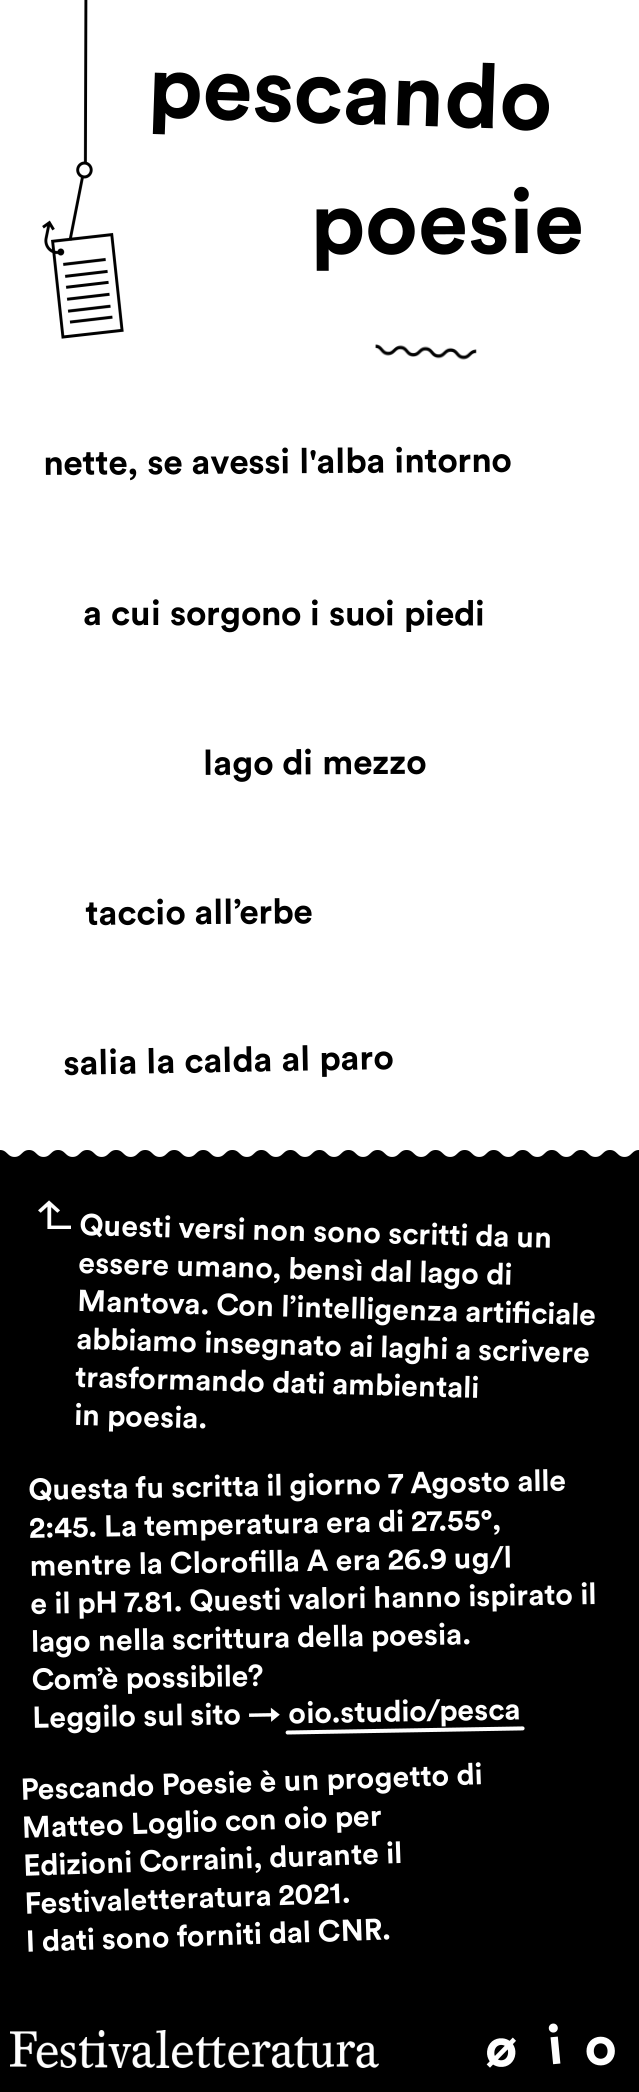 pescando
poesie
nette, se avessi l'alba intorno
a cui sorgono i suoi piedi
lago di mezzo
taccio all’erbe
salia la calda al paro
Questi versi non sono scritti da un
essere umano, bensì dal lago di
Mantova. Con l’intelligenza artificiale
abbiamo insegnato ai laghi a scrivere
trasformando dati ambientali
in poesia.
Questa fu scritta il giorno 7 Agosto alle
2:45. La temperatura era di 27.55°,
mentre la Clorofilla A era 26.9 ug/l
e il pH 7.81. Questi valori hanno ispirato il
lago nella scrittura della poesia.
Com’è possibile?
Leggilo sul sito → oio.studio/pesca
Pescando Poesie è un progetto di
Matteo Loglio con oio per
Edizioni Corraini, durante il
Festivaletteratura 2021.
I dati sono forniti dal CNR.
Festivaletteratura ø i o